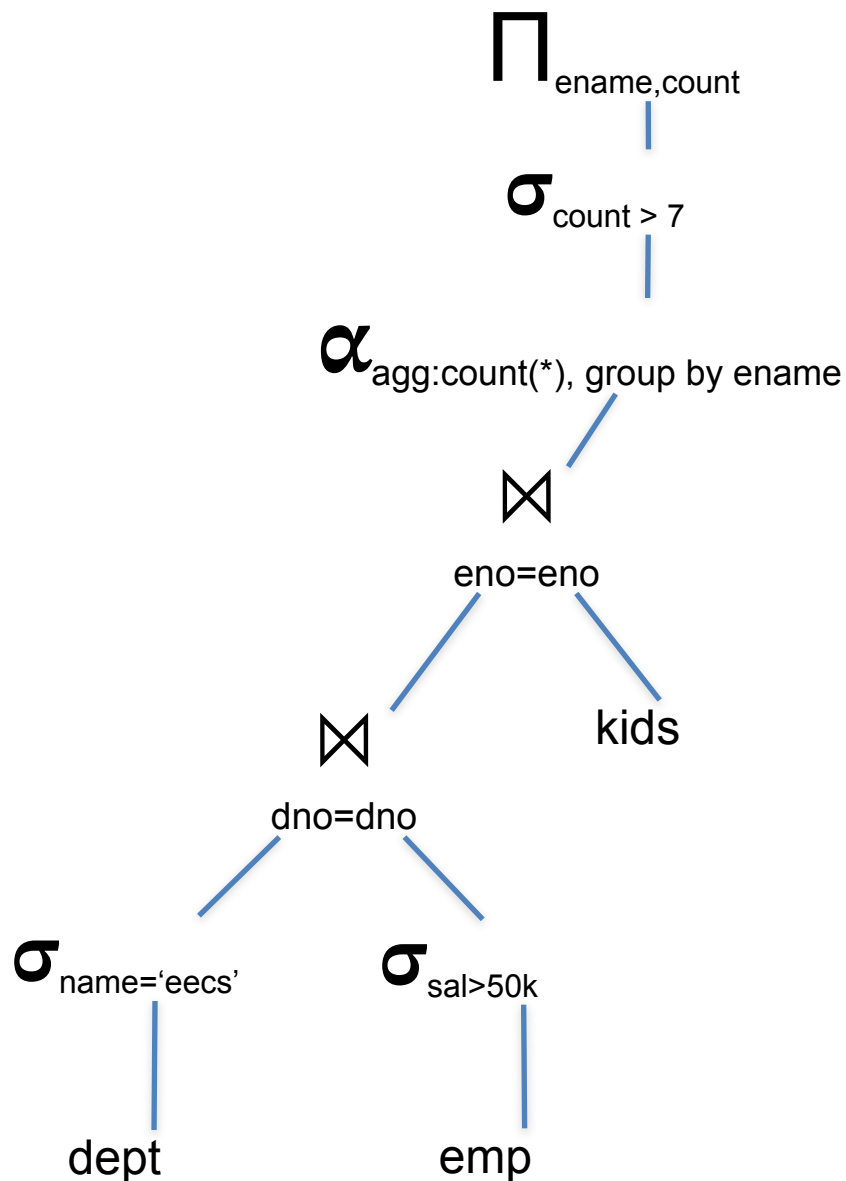 ∏ename,count
σcount > 7
αagg:count(*), group by ename
⋈
eno=eno
kids
⋈
dno=dno
σname=‘eecs’ σsal>50k
dept emp